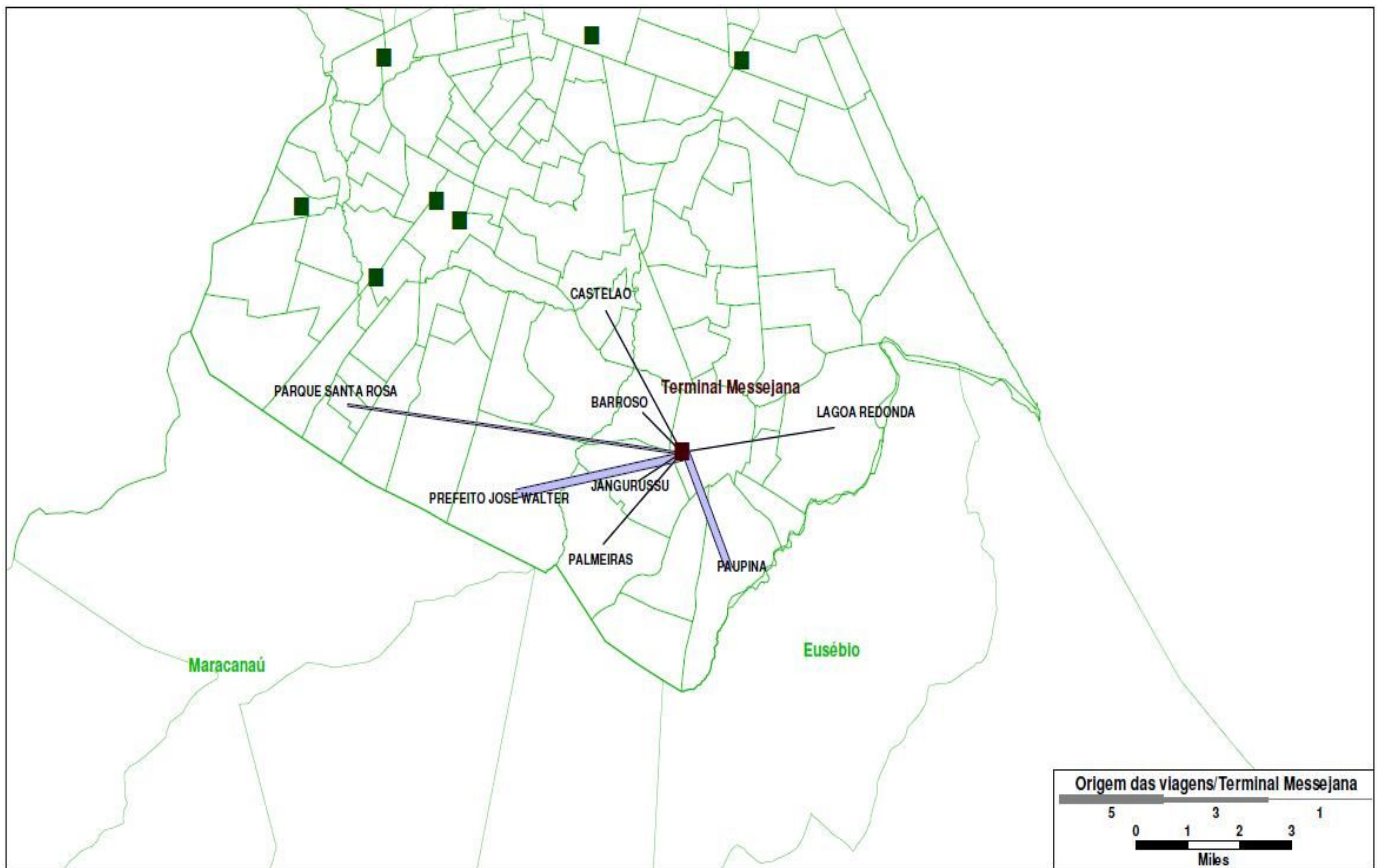 CASTELAO
Terminal Messejana
PARQUE SANTA ROSA
BARROSO
LAGOA REDONDA
JANGURUSSU
PREFEITO JOSE WALTER
PALMEIRAS
PAUPINA
Maracanaú
Eusébio
Origem das viagens/Terminal Messejana
5 3 1
0 1 2 3
Miles